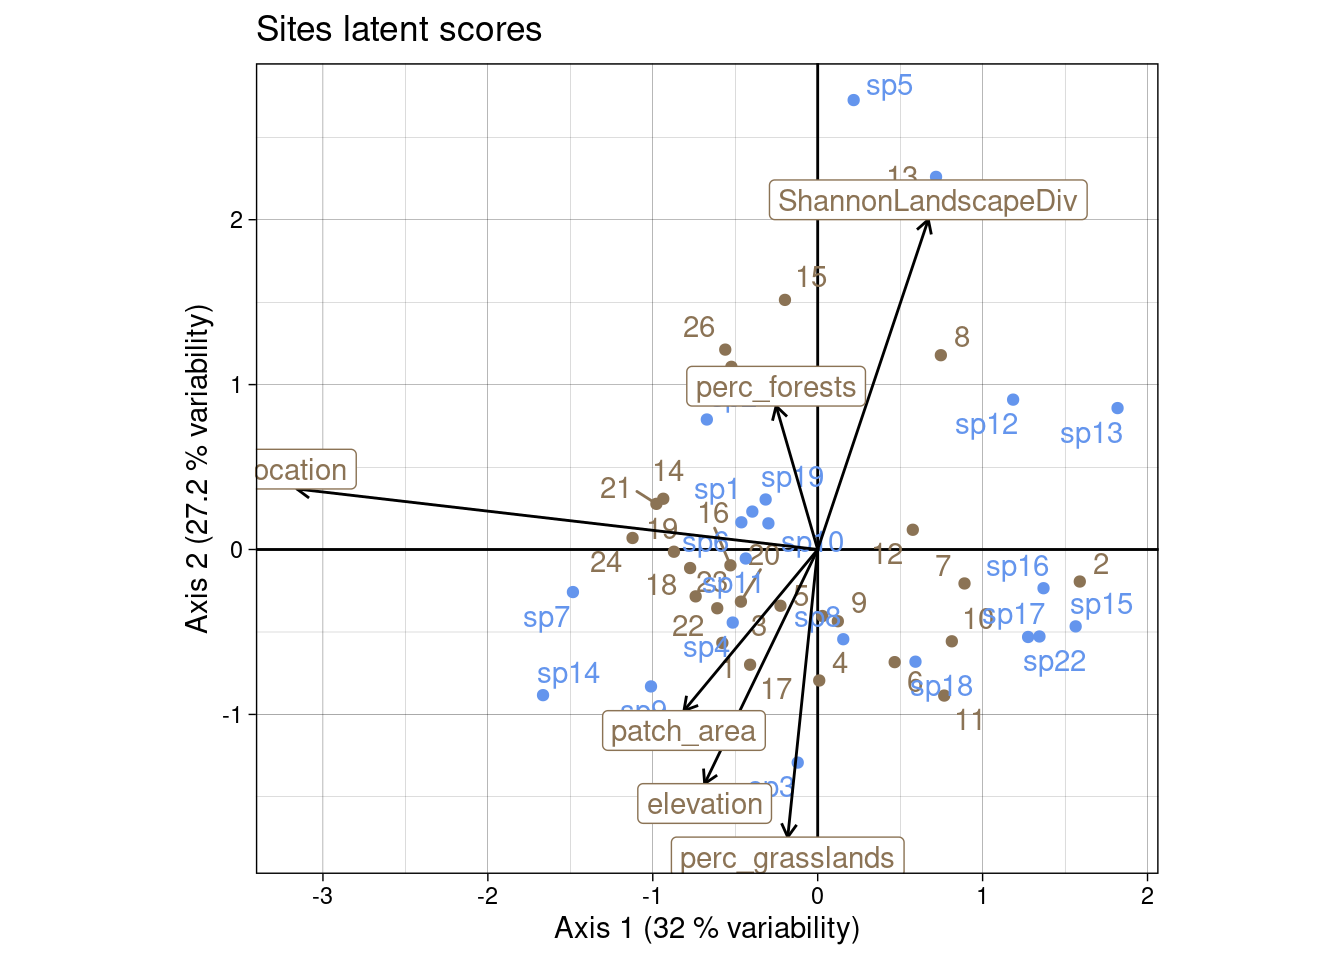 Sites latent scores
sp5
13
ShannonLandscapeDiv
2
15
26
8
1
perc_forests
sp12
sp13
ocation
14
sp19
21
sp1
16
19
sp6
sp10
0
20
12
24
7
sp16
2
18
23
sp11
5
9
sp7
22
3
sp8
10
sp17
sp15
sp4
1
4
sp22
sp14
17
6
sp18
sp9
-1
11
patch_area
sp3
elevation
perc_grasslands
-3
-2
-1
0
1
2
Axis 1 (32 % variability)
Axis 2 (27.2 % variability)